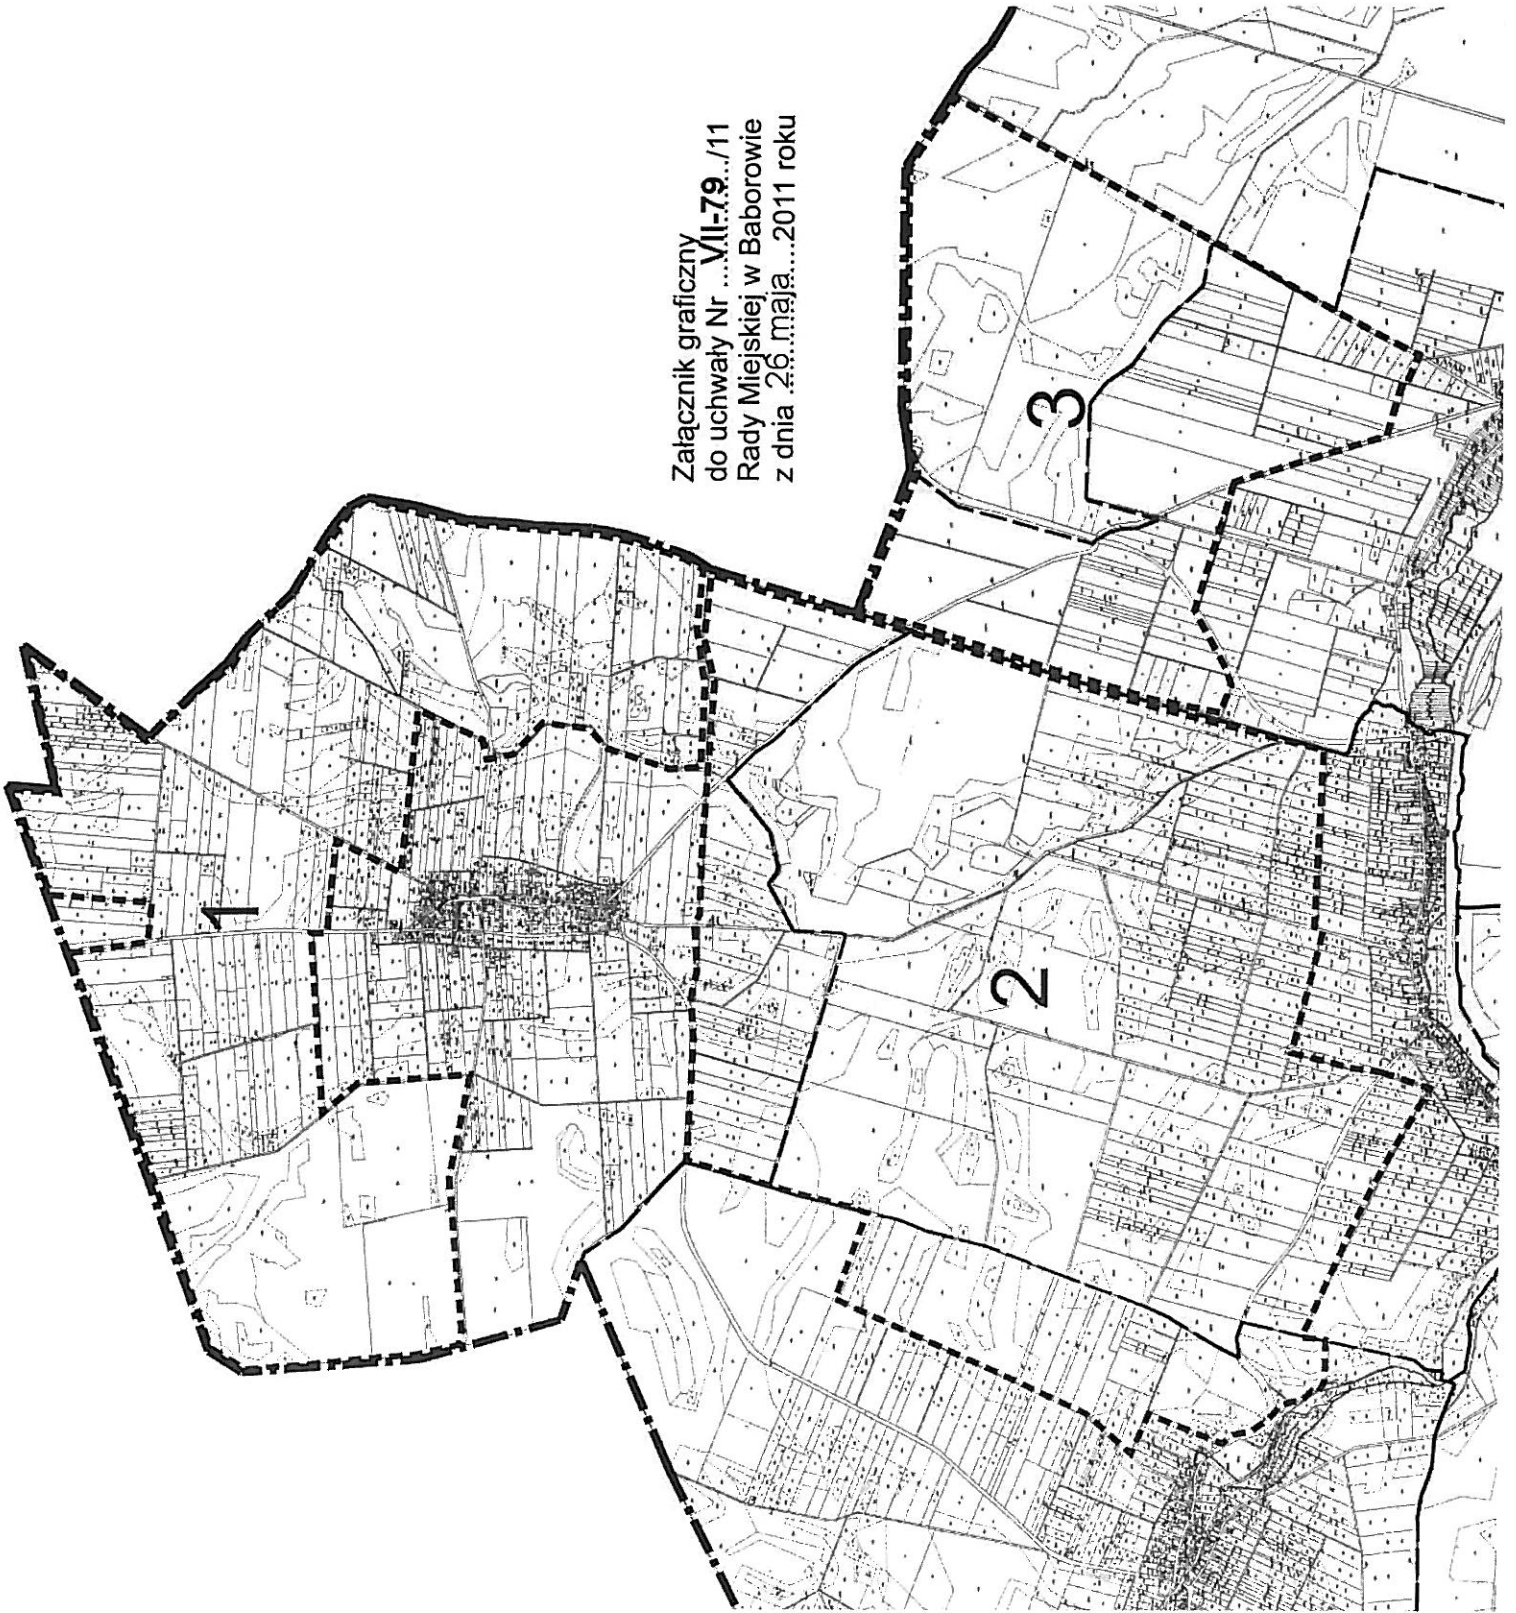 Załącznik graficzny
do uchwały Nr ....VII-79..../11
Rady Miejskiej w Baborowie
z dnia .26 maja....2011 roku
1
2
3